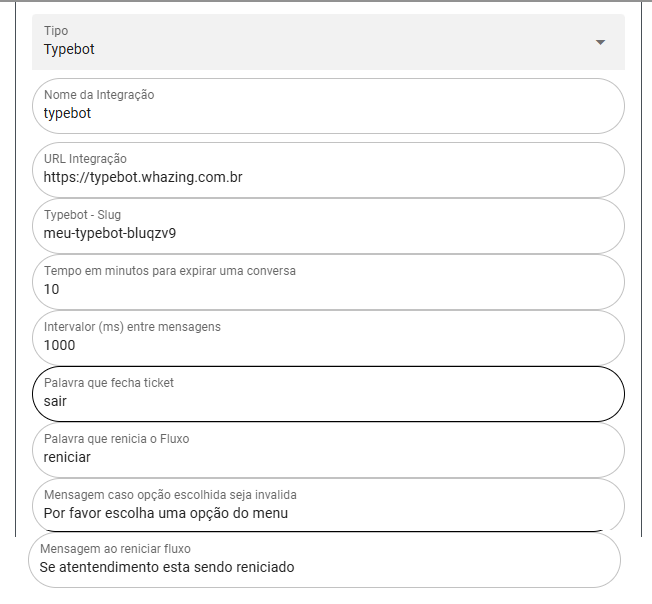 Tipo
Typebot
Nome da Integração
typebot
URL Integração
https://typebot.whazing.com.br
Typebot - Slug
meu-typebot-bluqzv9
Tempo em minutos para expirar uma conversa
10
Intervalor (ms) entre mensagens
1000
Palavra que fecha ticket
sair
Palavra que renicia o Fluxo
reniciar
Mensagem caso opção escolhida seja invalida
Por favor escolha uma opção do menu
Mensagem ao reniciar fluxo
Se atentendimento esta sendo reniciado